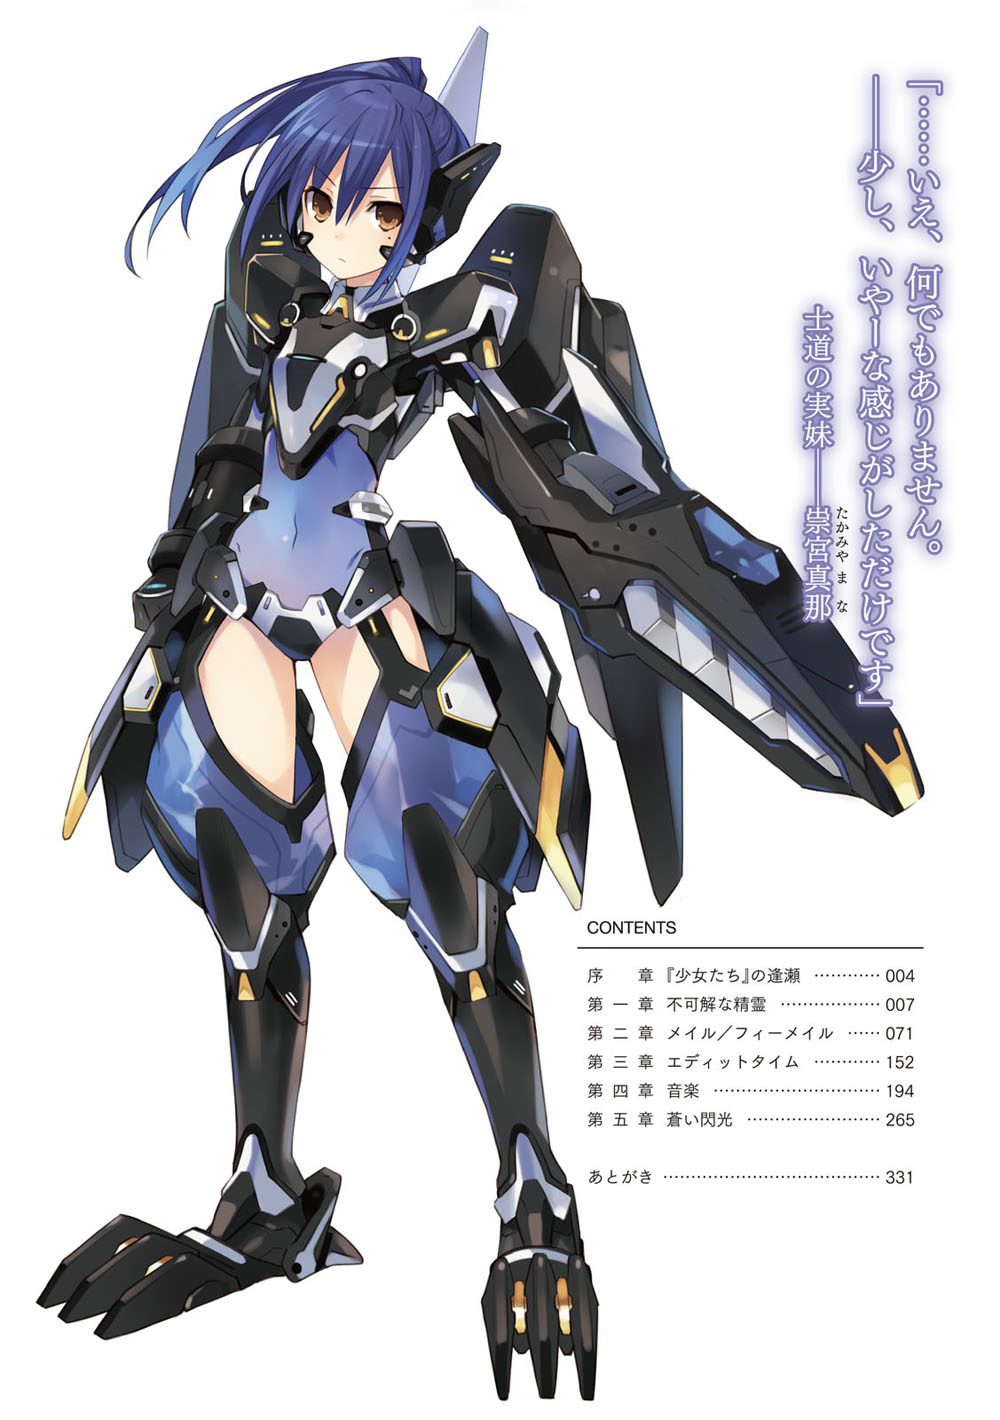 『……いえ、何でもありません。
――少し、いやーな感じがしただけです』
士道の実妹――崇宮真那
たかみや ま な
CONTENTS
序　章 『少女たち』の逢瀬 ………… 004
第一章 不可解な精霊 ……………… 007
第二章 メイル／フィーメイル …… 071
第三章 エディットタイム ………… 152
第四章 音楽 ………………………… 194
第五章 蒼い閃光 …………………… 265
あとがき ………………………………… 331